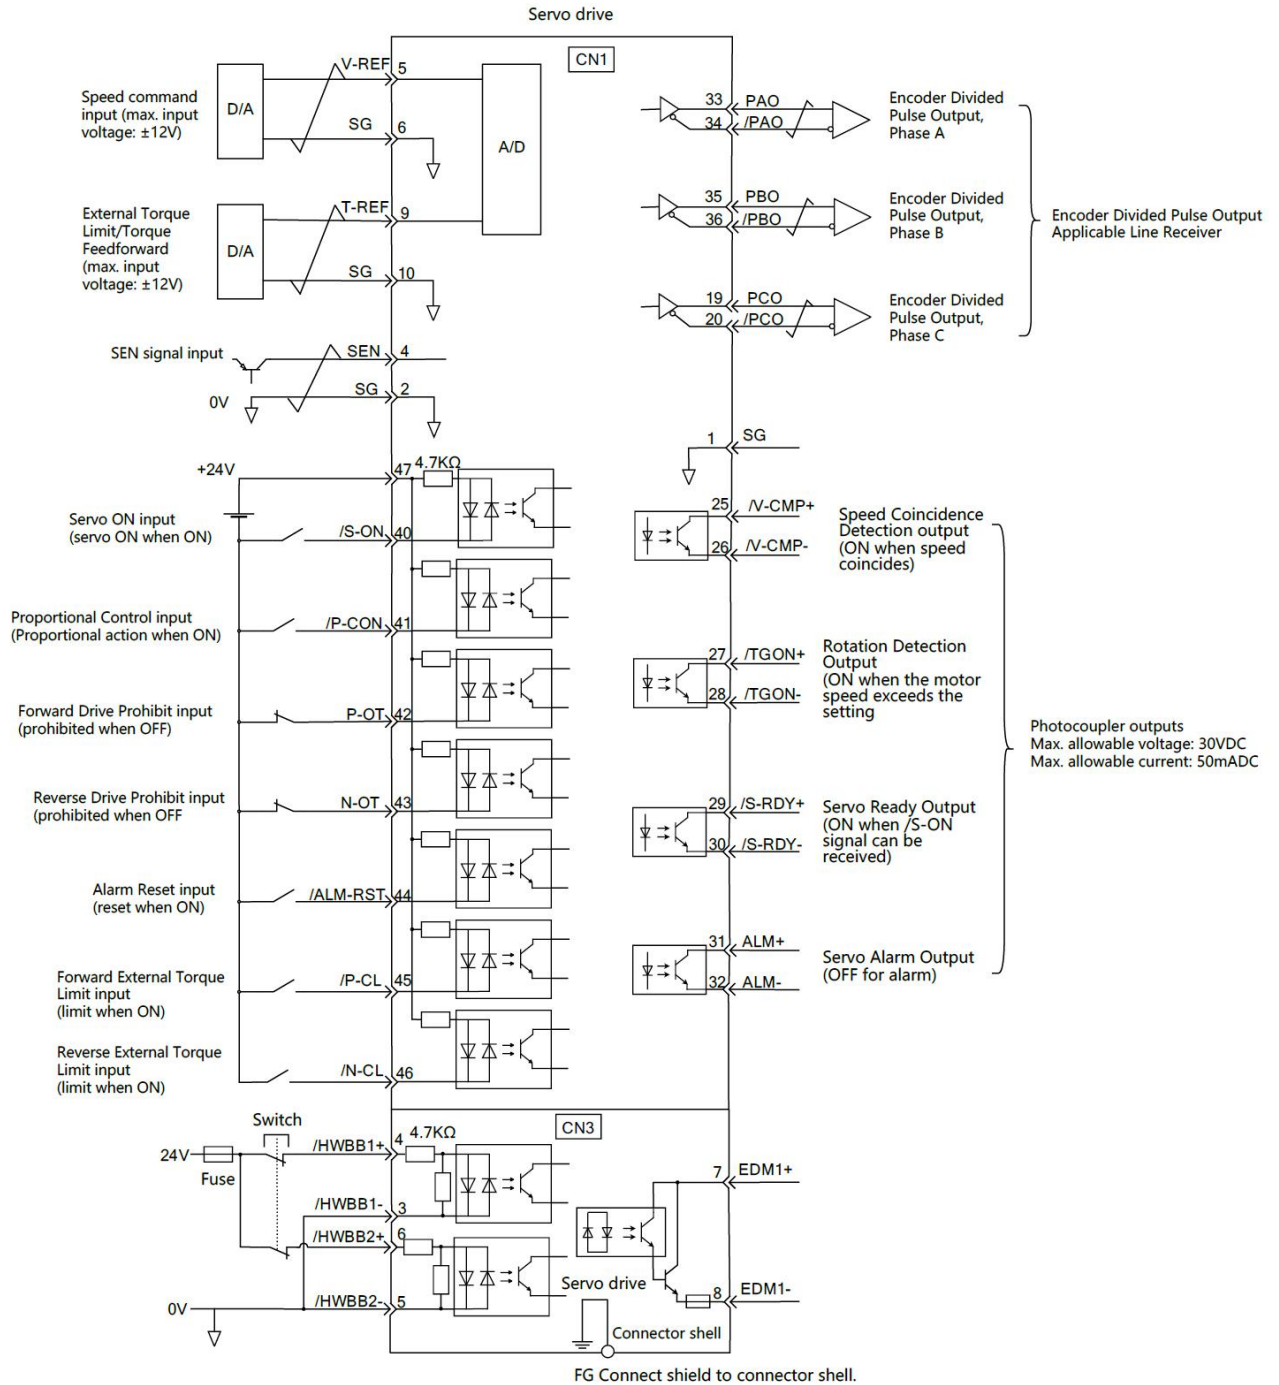 Servo drive
CN1
Speed command
input (max. input
voltage: ±12V)
D/A
V-REF
5
SG
6
A/D
External Torque
Limit/Torque
Feedforward
(max. input
voltage: ±12V)
D/A
T-REF
9
SG
10
SEN signal input
SEN
4
SG
2
0V
33
PAO
34
/PAO
Encoder Divided
Pulse Output,
Phase A
35
PBO
36
/PBO
Encoder Divided
Pulse Output,
Phase B
19
PCO
20
/PCO
Encoder Divided
Pulse Output,
Phase C
Encoder Divided Pulse Output
Applicable Line Receiver
1
SG
+24V
47
4.7KΩ
Servo ON input
(servo ON when ON)
/S-ON
40
Proportional Control input
(Proportional action when ON)
/P-CON
41
Forward Drive Prohibit input
(prohibited when OFF)
P-OT
42
Reverse Drive Prohibit input
(prohibited when OFF
N-OT
43
Alarm Reset input
(reset when ON)
/ALM-RST
44
Forward External Torque
Limit input
(limit when ON)
/P-CL
45
Reverse External Torque
Limit input
(limit when ON)
/N-CL
46
25
/V-CMP+
26
/V-CMP-
Speed Coincidence
Detection output
(ON when speed
coincides)
27
/TGON+
28
/TGON-
Rotation Detection
Output
(ON when the motor
speed exceeds the
setting
29
/S-RDY+
30
/S-RDY-
Servo Ready Output
(ON when /S-ON
signal can be
received)
31
ALM+
32
ALM-
Servo Alarm Output
(OFF for alarm)
Photocoupler outputs
Max. allowable voltage: 30VDC
Max. allowable current: 50mADC
CN3
Switch
24V
Fuse
/HWBB1+
4
4.7KΩ
/HWBB1-
3
/HWBB2+
6
0V
/HWBB2-
5
7
EDM1+
8
EDM1-
Servo drive
Connector shell
FG Connect shield to connector shell.